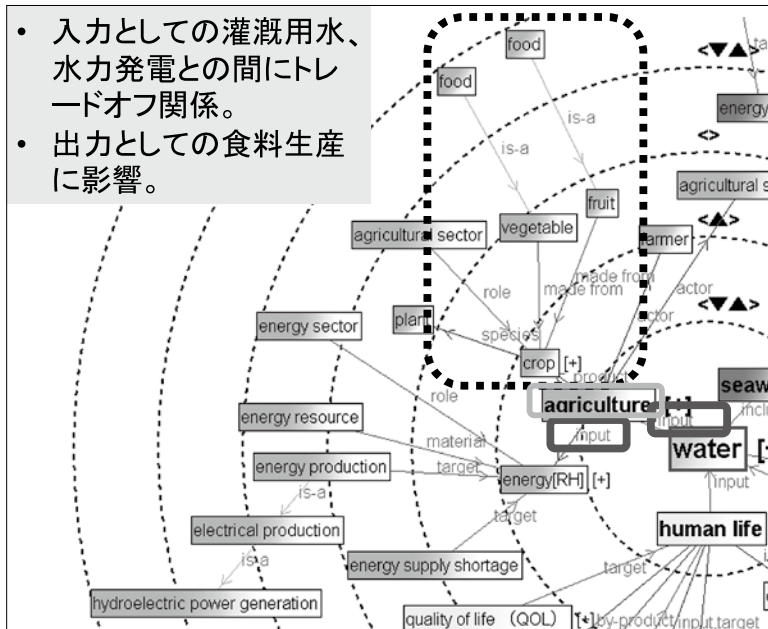 • 入力としての灌漑用水、
水力発電との間にトレ
ードオフ関係。
• 出力としての食料生産
に影響。
food
food
<▼▲>
energy
is-a
is-a
<>
agricultural s
fruit
vegetable
<▲>
agricultural sector
farmer
made from
made from
role
actor
actor
<▼▲>
plant
species
energy sector
crop [+]
product
seaw
role
agriculture [+]
inclu
input
energy resource
input
material
water [+]
energy production
target
energy[RH] [+]
input
is-a
target
electrical production
human life
is-a
energy supply shortage
target
hydroelectric power generation
quality of life （QOL） [+]
by-product
input,target